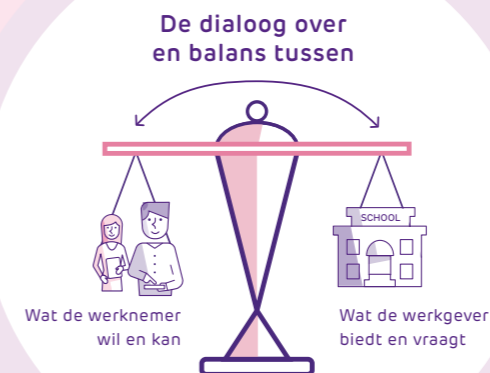 De dialoog over
en balans tussen
SCHOOL
Wat de werknemer
wil en kan
Wat de werkgever
biedt en vraagt